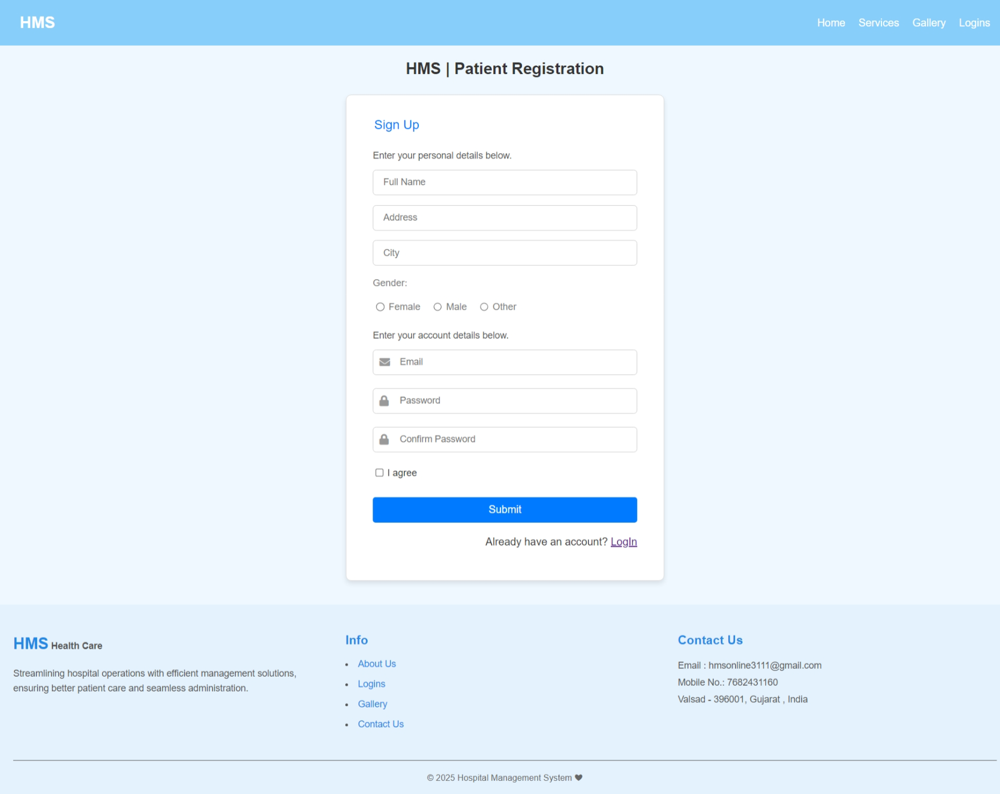 HMS
Home Services Gallery Logins
HMS | Patient Registration
Sign Up
Enter your personal details below.
Full Name
Address
City
Gender:
Female Male Other
Enter your account details below.
Email
Password
Confirm Password
I agree
Submit
Already have an account? LogIn
HMS Health Care
Streamlining hospital operations with efficient management solutions,
ensuring better patient care and seamless administration.
Info
About Us
Logins
Gallery
Contact Us
Contact Us
Email : hmsonline3111@gmail.com
Mobile No.: 7682431160
Valsad - 396001, Gujarat , India
© 2025 Hospital Management System ♥